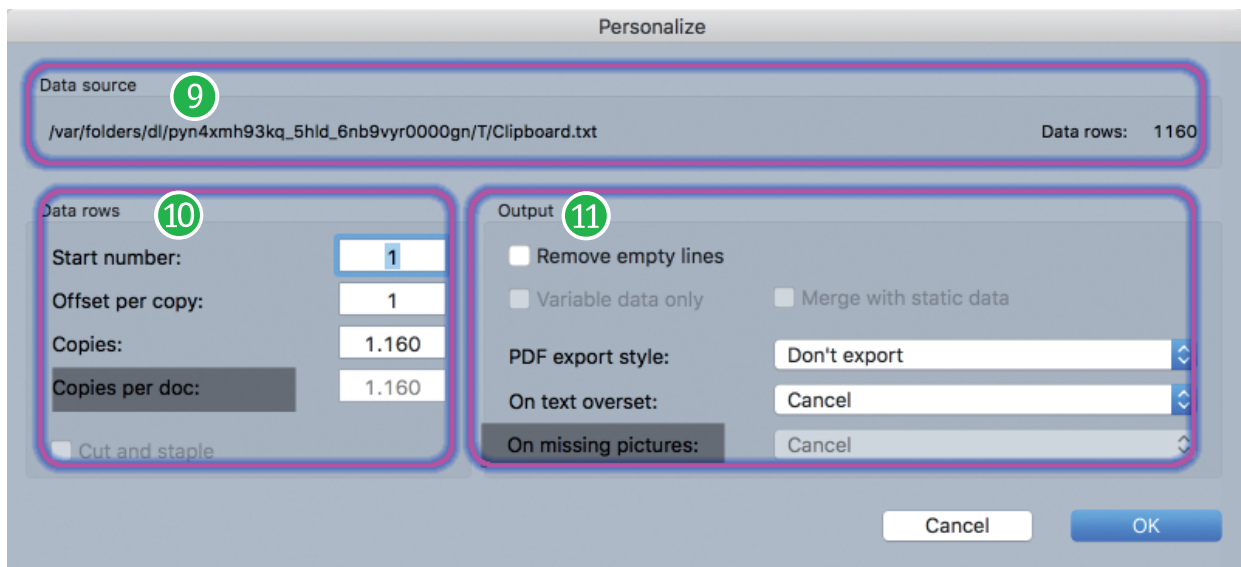 Personalize
Data source 9
/var/folders/dl/pyn4xmh93kq_5hld_6nb9vyr0000gn/T/Clipboard.txt Data rows: 1160
Data rows 10
Start number: 1
Offset per copy: 1
Copies: 1.160
Copies per doc: 1.160
Cut and staple
Output 11
Remove empty lines
Variable data only Merge with static data
PDF export style: Don't export
On text overset: Cancel
On missing pictures: Cancel
Cancel OK